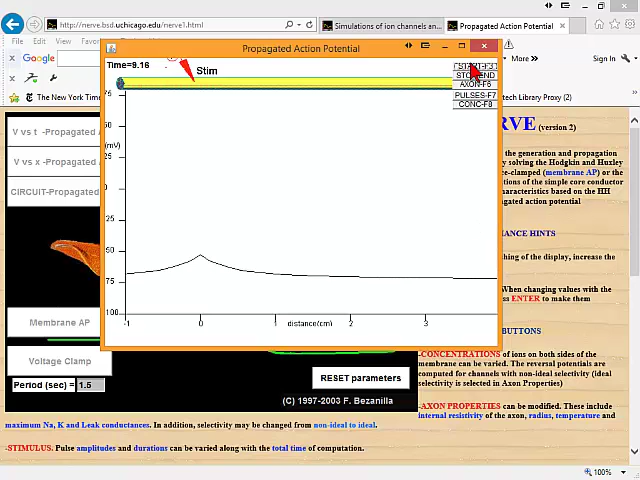 http://nerve.bsd.uchicago.edu/nerve1.html
Simulations of ion channels an...
Propagated Action Potential
File
Google
More »
Sign In
The New York Times
tech Library Proxy (2)
Propagated Action Potential
Time=9.16
Stim
START-F3
STOP-END
AXON-F6
PULSES-F7
CONC-F8
75
50
(mV)
25
0
25
50
75
100
-1
0
1
distance(cm)
2
3
V vs t -Propagated A
V vs x -Propagated A
CIRCUIT-Propagated
Membrane AP
Voltage Clamp
Period (sec) =
1.5
RESET parameters
(C) 1997-2003 F. Bezanilla
RVE (version 2)
the generation and propagation
y solving the Hodgkin and Huxley
e-clamped (membrane AP) or the
tions of the simple core conductor
haracteristics based on the HH
agated action potential
ANCE HINTS
hing of the display, increase the
When changing values with the
s ENTER to make them
BUTTONS
-CONCENTRATIONS of ions on both sides of the
membrane can be varied. The reversal potentials are
computed for channels with non-ideal selectivity (ideal
selectivity is selected in Axon Properties)
-AXON PROPERTIES can be modified. These include
internal resistivity of the axon, radius, temperature and
maximum Na, K and Leak conductances. In addition, selectivity may be changed from non-ideal to ideal.
-STIMULUS. Pulse amplitudes and durations can be varied along with the total time of computation.
100%